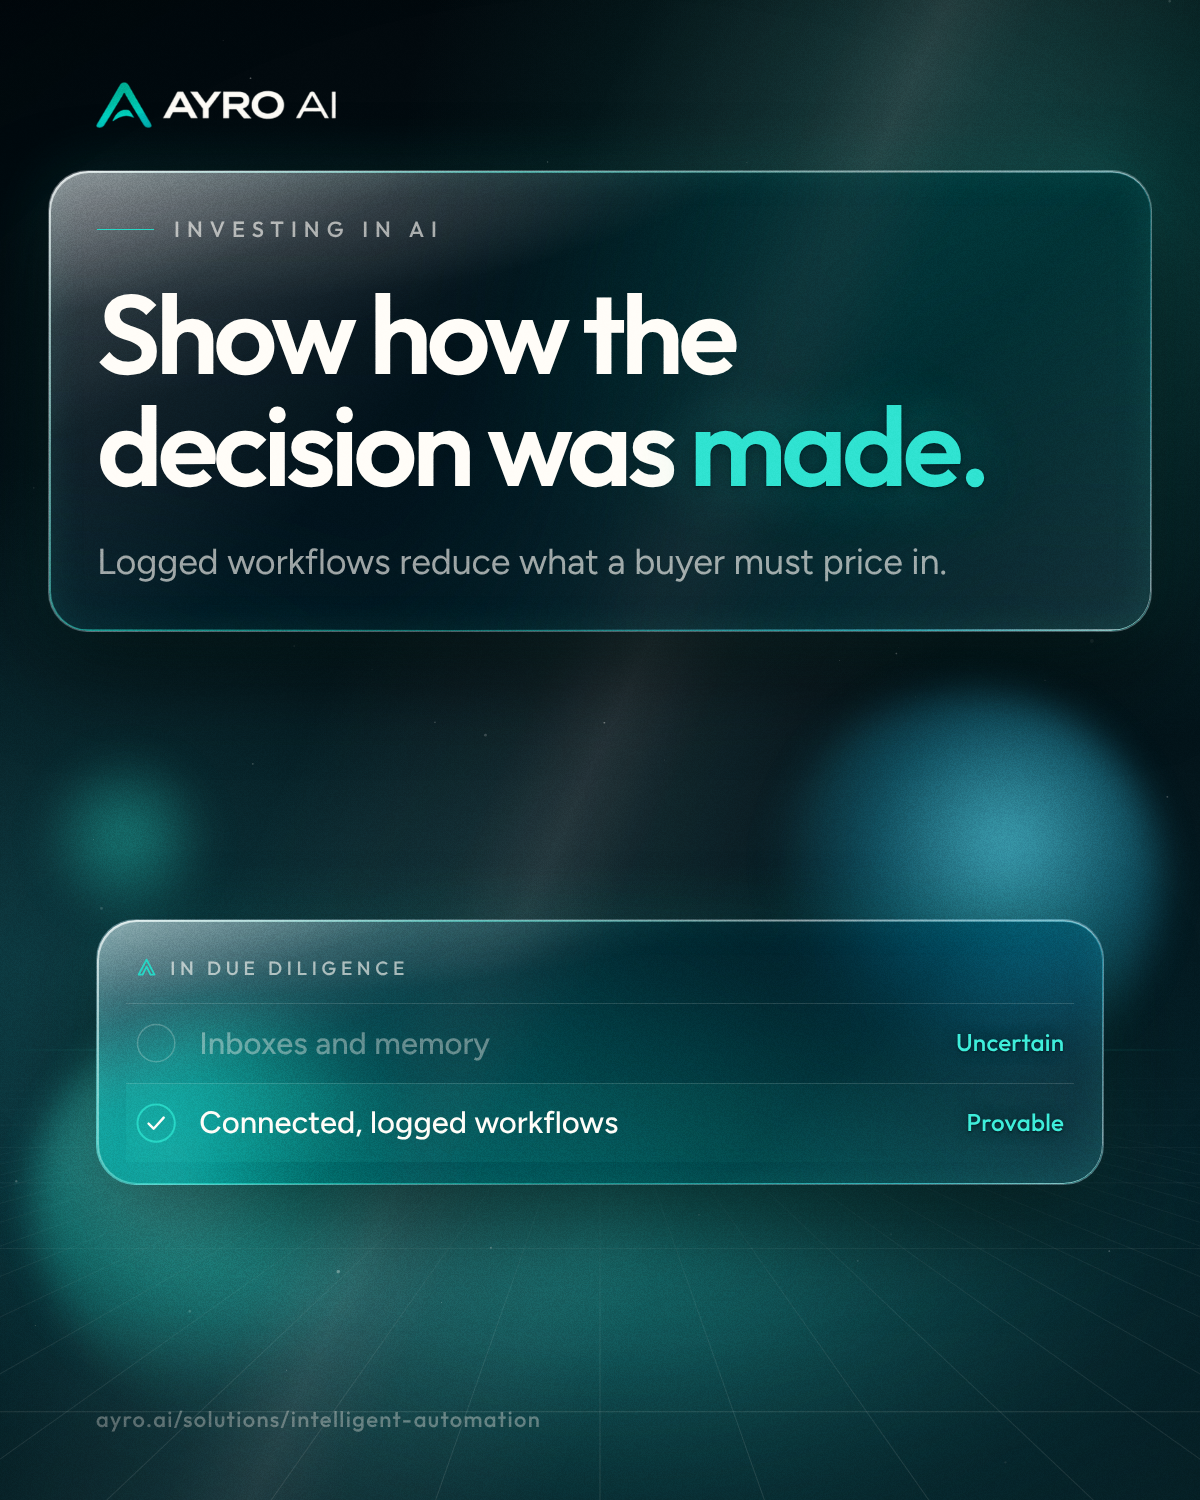 AYRO AI
INVESTING IN AI
Show how the
decision was made.
Logged workflows reduce what a buyer must price in.
IN DUE DILIGENCE
Inboxes and memory
Uncertain
Connected, logged workflows
Provable
ayro.ai/solutions/intelligent-automation